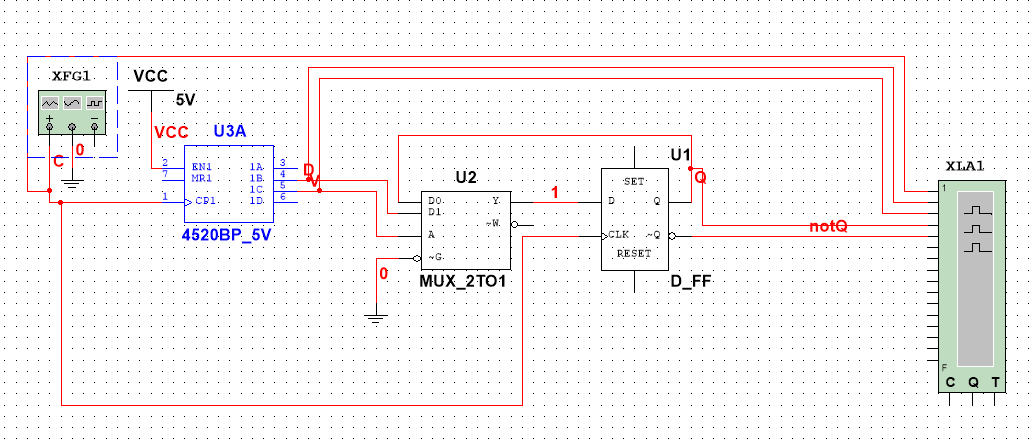 XFG1
VCC
5V
VCC
C
0
U3A
2 EN1 1A 3
7 MR1 1B 4
1C 5
1 CP1 1D 6
4520BP_5V
D
V
U2
D0 Y
D1
~W
A
~G
MUX_2TO1
0
1
U1
SET
D Q
CLK ~Q
RESET
D_FF
Q
notQ
XLA1
1
F
C Q T